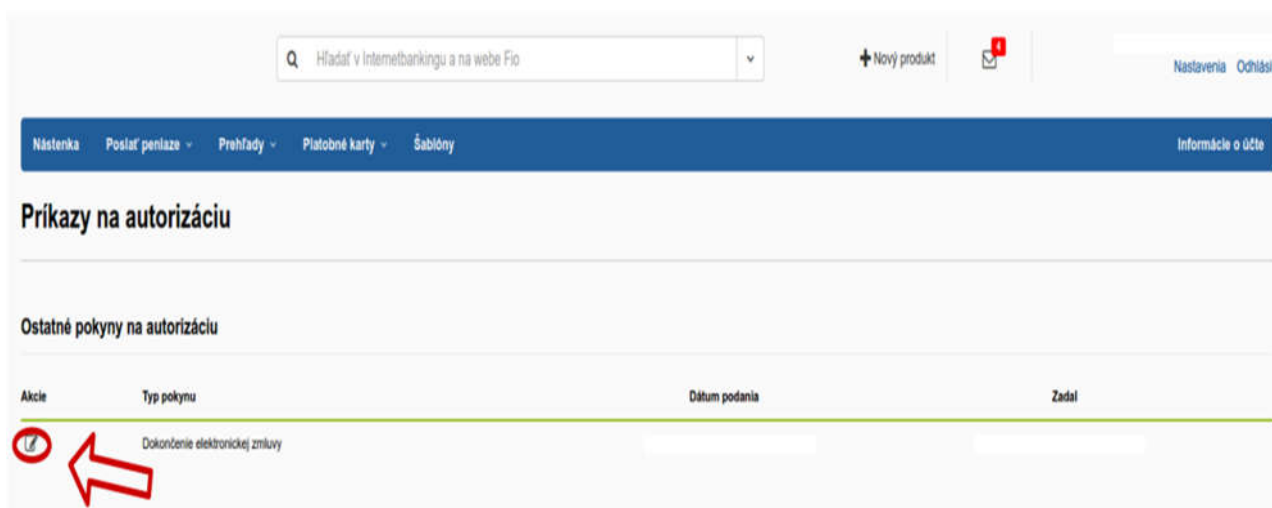 Hľadať v Internetbankingu a na webe Fio
Nový produkt
4
Nastavenia Odhlási
Nástenka Poslať peniaze Prehľady Platobné karty Šablóny Informácie o účte
Príkazy na autorizáciu
Ostatné pokyny na autorizáciu
Akcie Typ pokynu Dátum podania Zadal
Dokončenie elektronickej zmluvy